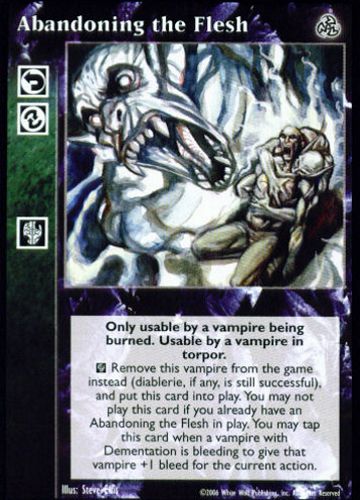 Abandoning the Flesh
Only usable by a vampire being
burned. Usable by a vampire in
torpor.
Remove this vampire from the game
instead (diablerie, if any, is still successful),
and put this card into play. You may not
play this card if you already have an
Abandoning the Flesh in play. You may tap
this card when a vampire with
Dementation is bleeding to give that
vampire +1 bleed for the current action.
Illus: Steve Ellis
©2006 White Wolf Publishing, Inc. All Rights Reserved